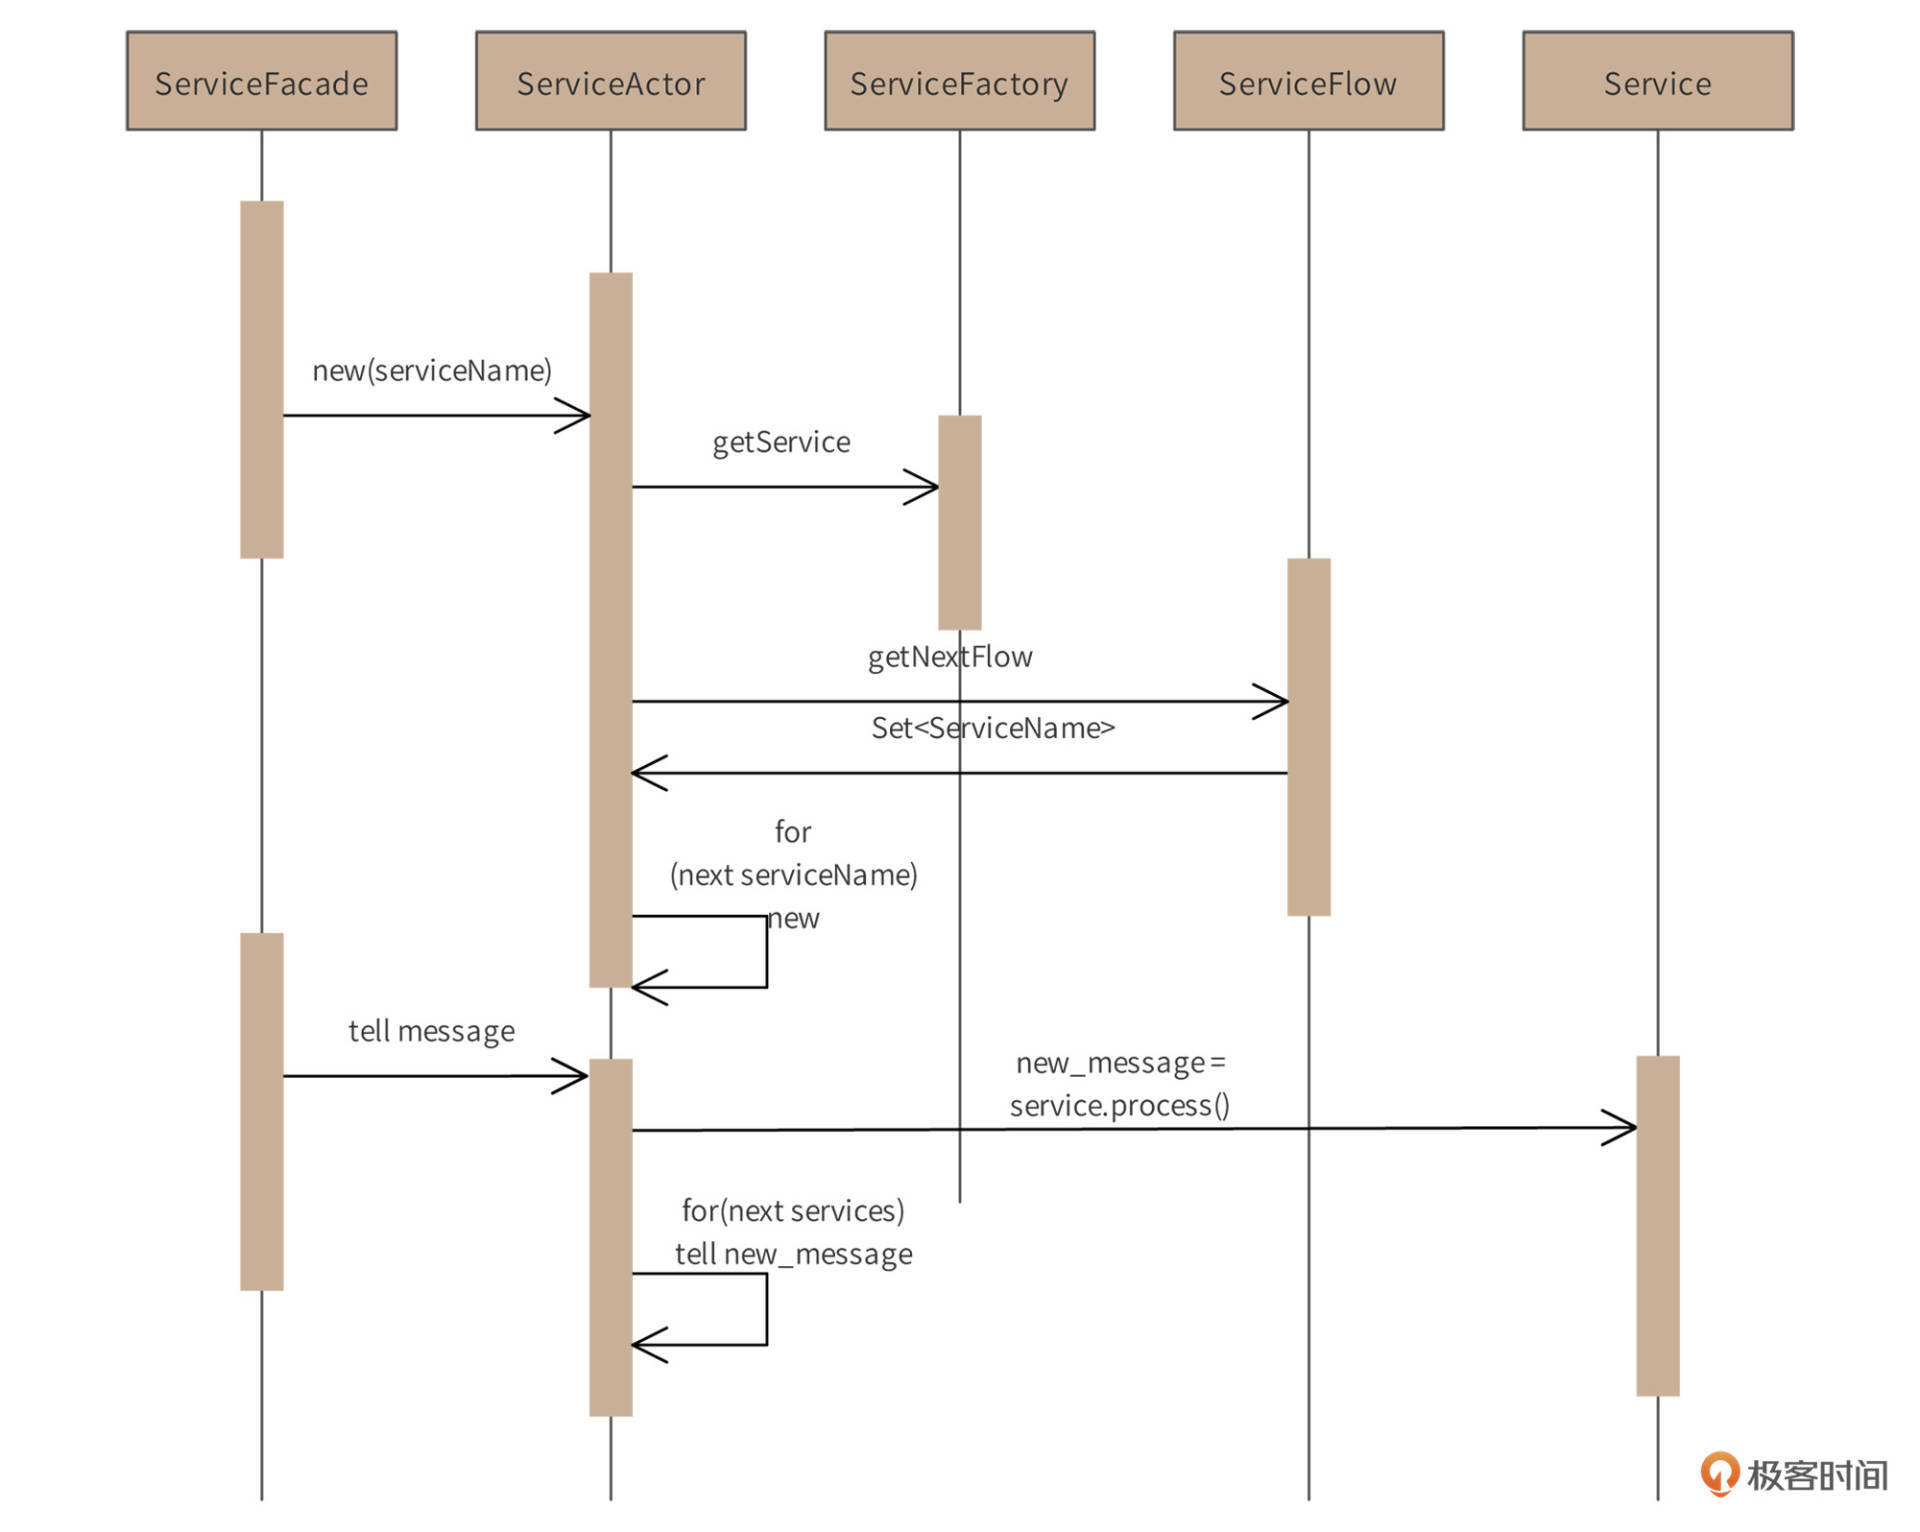 ServiceFacade
ServiceActor
ServiceFactory
ServiceFlow
Service
new(serviceName)
getService
getNextFlow
Set<ServiceName>
for
(next serviceName)
new
tell message
new_message =
service.process()
for(next services)
tell new_message
极客时间